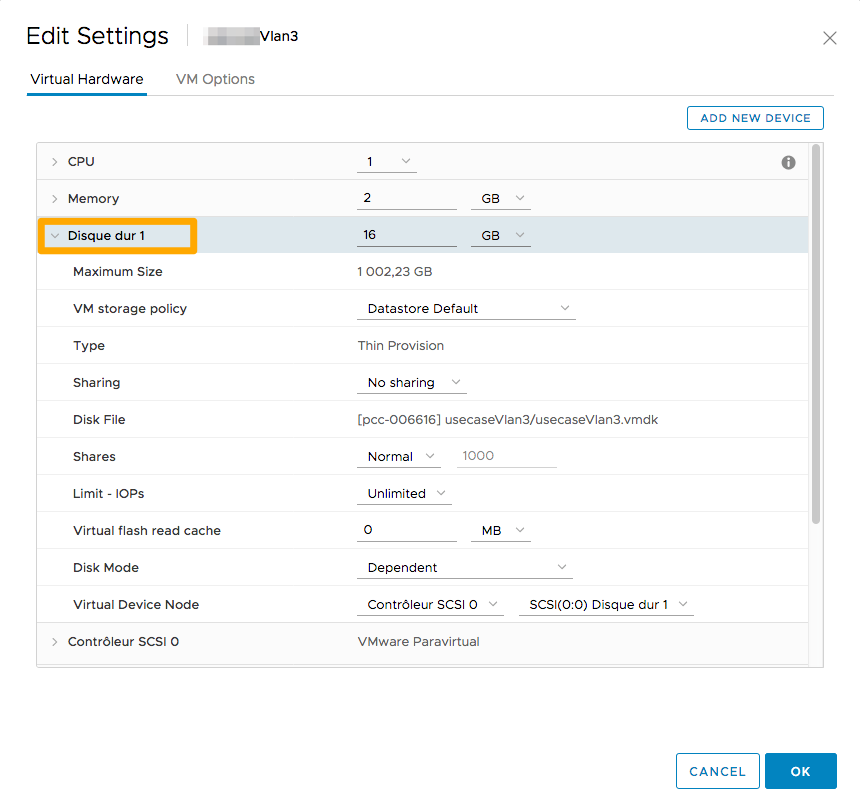 Edit Settings Vlan3
Virtual Hardware VM Options
ADD NEW DEVICE
CPU 1
Memory 2 GB
Disque dur 1 16 GB
Maximum Size 1 002,23 GB
VM storage policy Datastore Default
Type Thin Provision
Sharing No sharing
Disk File [pcc-006616] usecaseVlan3/usecaseVlan3.vmdk
Shares Normal 1000
Limit - IOPs Unlimited
Virtual flash read cache 0 MB
Disk Mode Dependent
Virtual Device Node Contrôleur SCSI 0 SCSI(0:0) Disque dur 1
Contrôleur SCSI 0 VMware Paravirtual
CANCEL OK